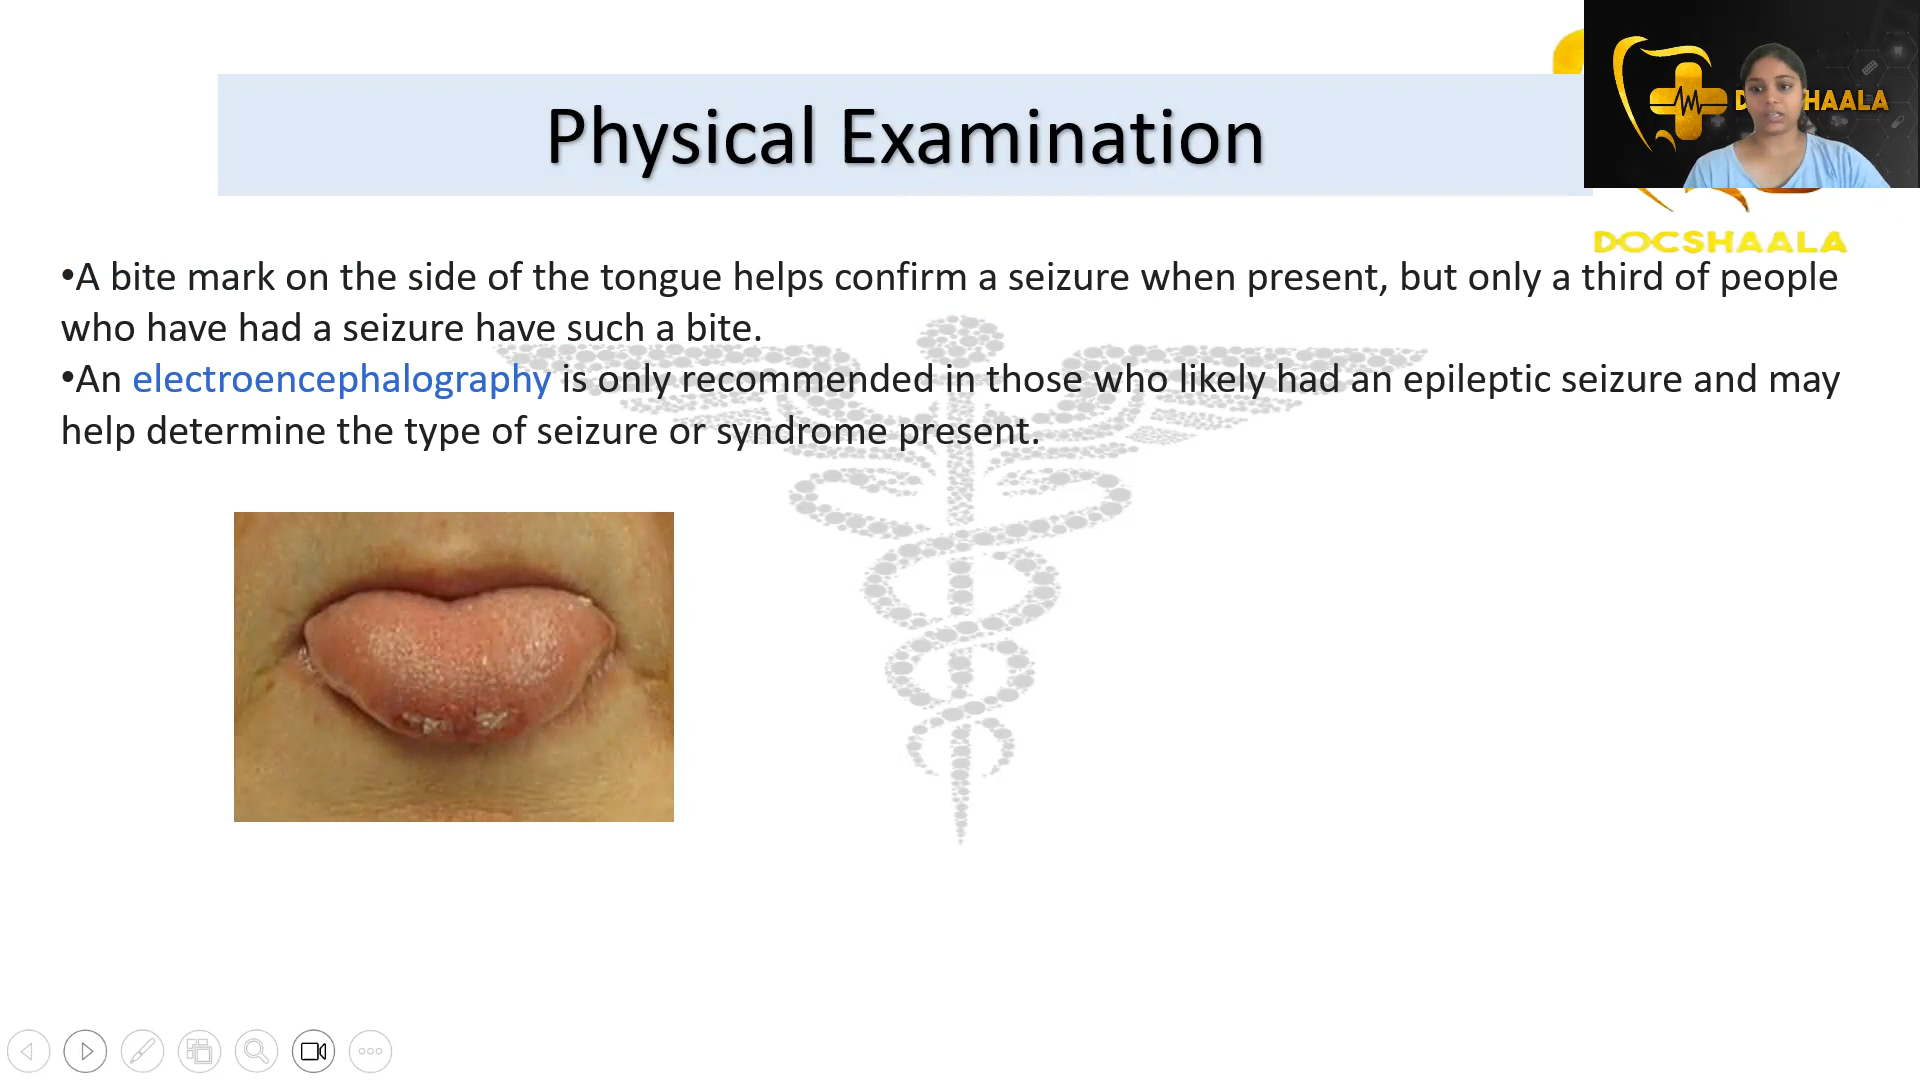 Physical Examination
D HAALA
DOCSHAALA
•A bite mark on the side of the tongue helps confirm a seizure when present, but only a third of people
who have had a seizure have such a bite.
•An electroencephalography is only recommended in those who likely had an epileptic seizure and may
help determine the type of seizure or syndrome present.